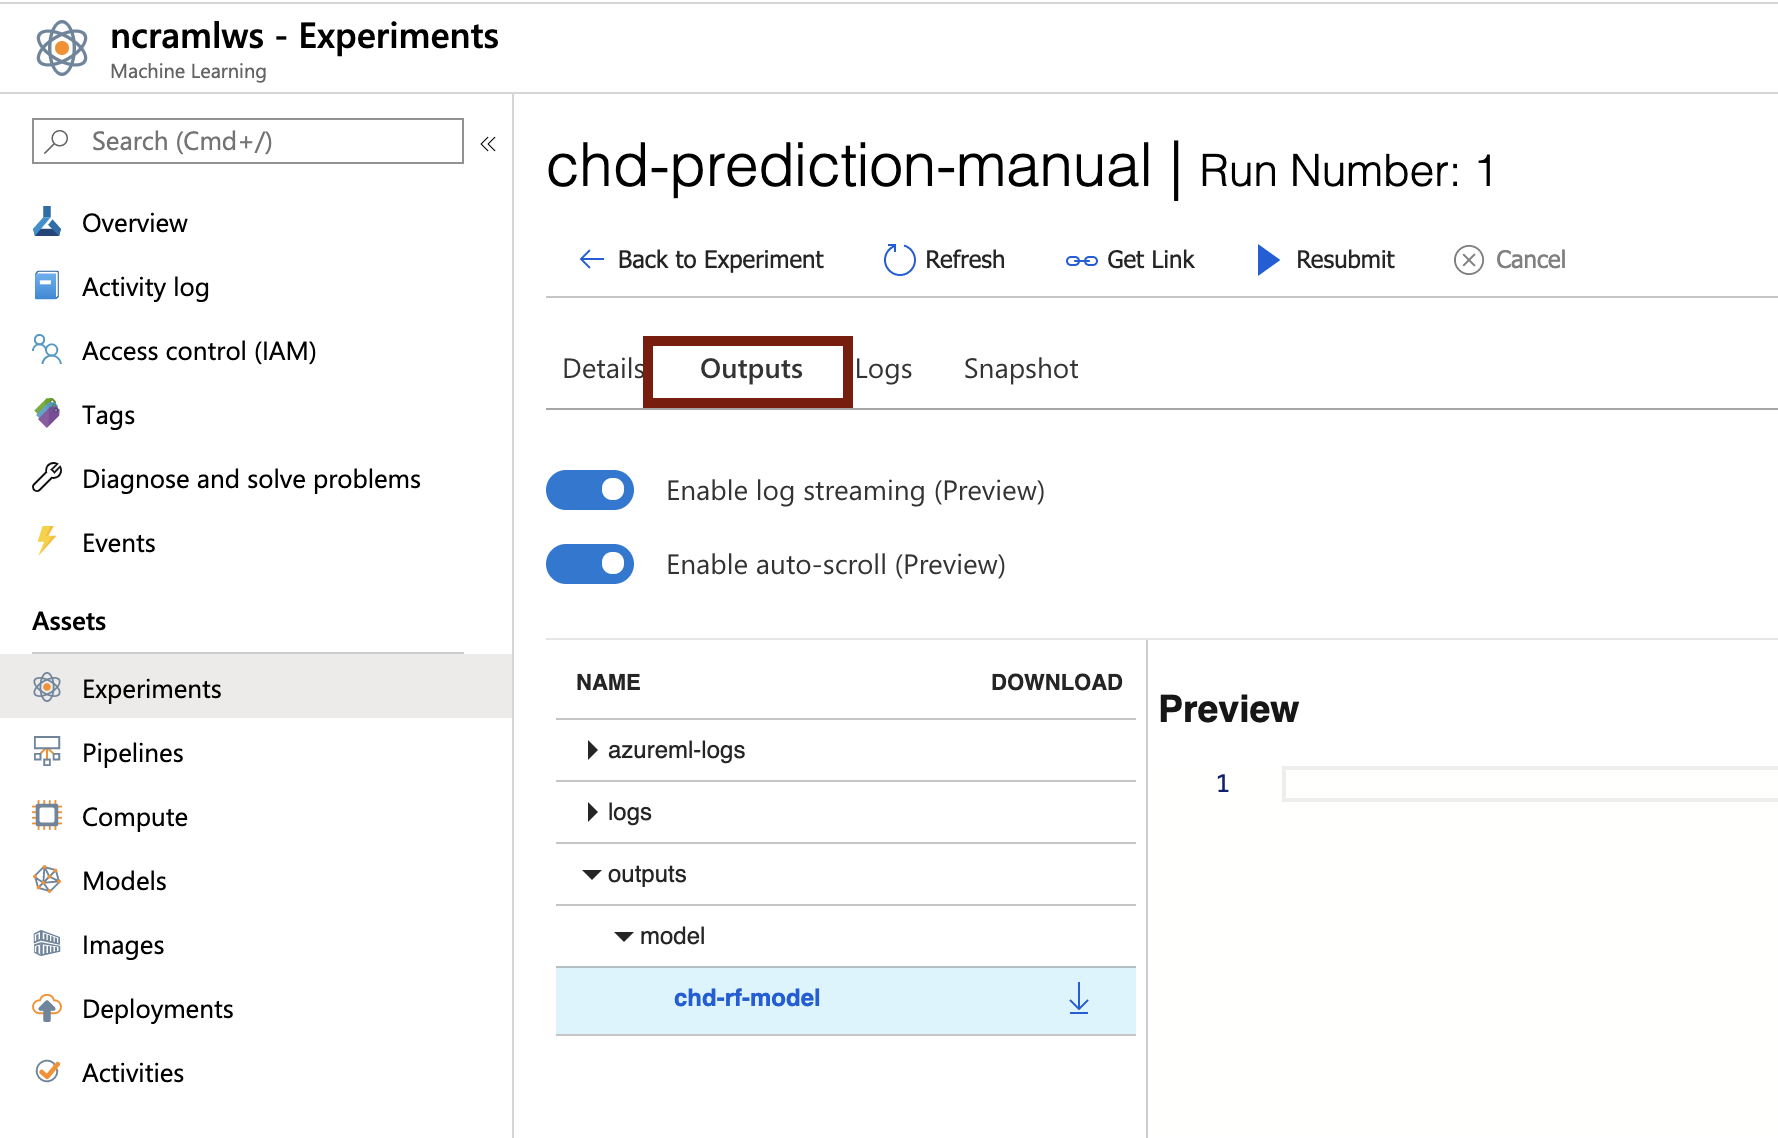 ncramlws - Experiments
Machine Learning
Search (Cmd+/)
«
Overview
Activity log
Access control (IAM)
Tags
Diagnose and solve problems
Events
Assets
Experiments
Pipelines
Compute
Models
Images
Deployments
Activities
chd-prediction-manual | Run Number: 1
Back to Experiment Refresh Get Link Resubmit Cancel
Details Outputs Logs Snapshot
Enable log streaming (Preview)
Enable auto-scroll (Preview)
NAME DOWNLOAD
azureml-logs
logs
outputs
model
chd-rf-model
Preview
1